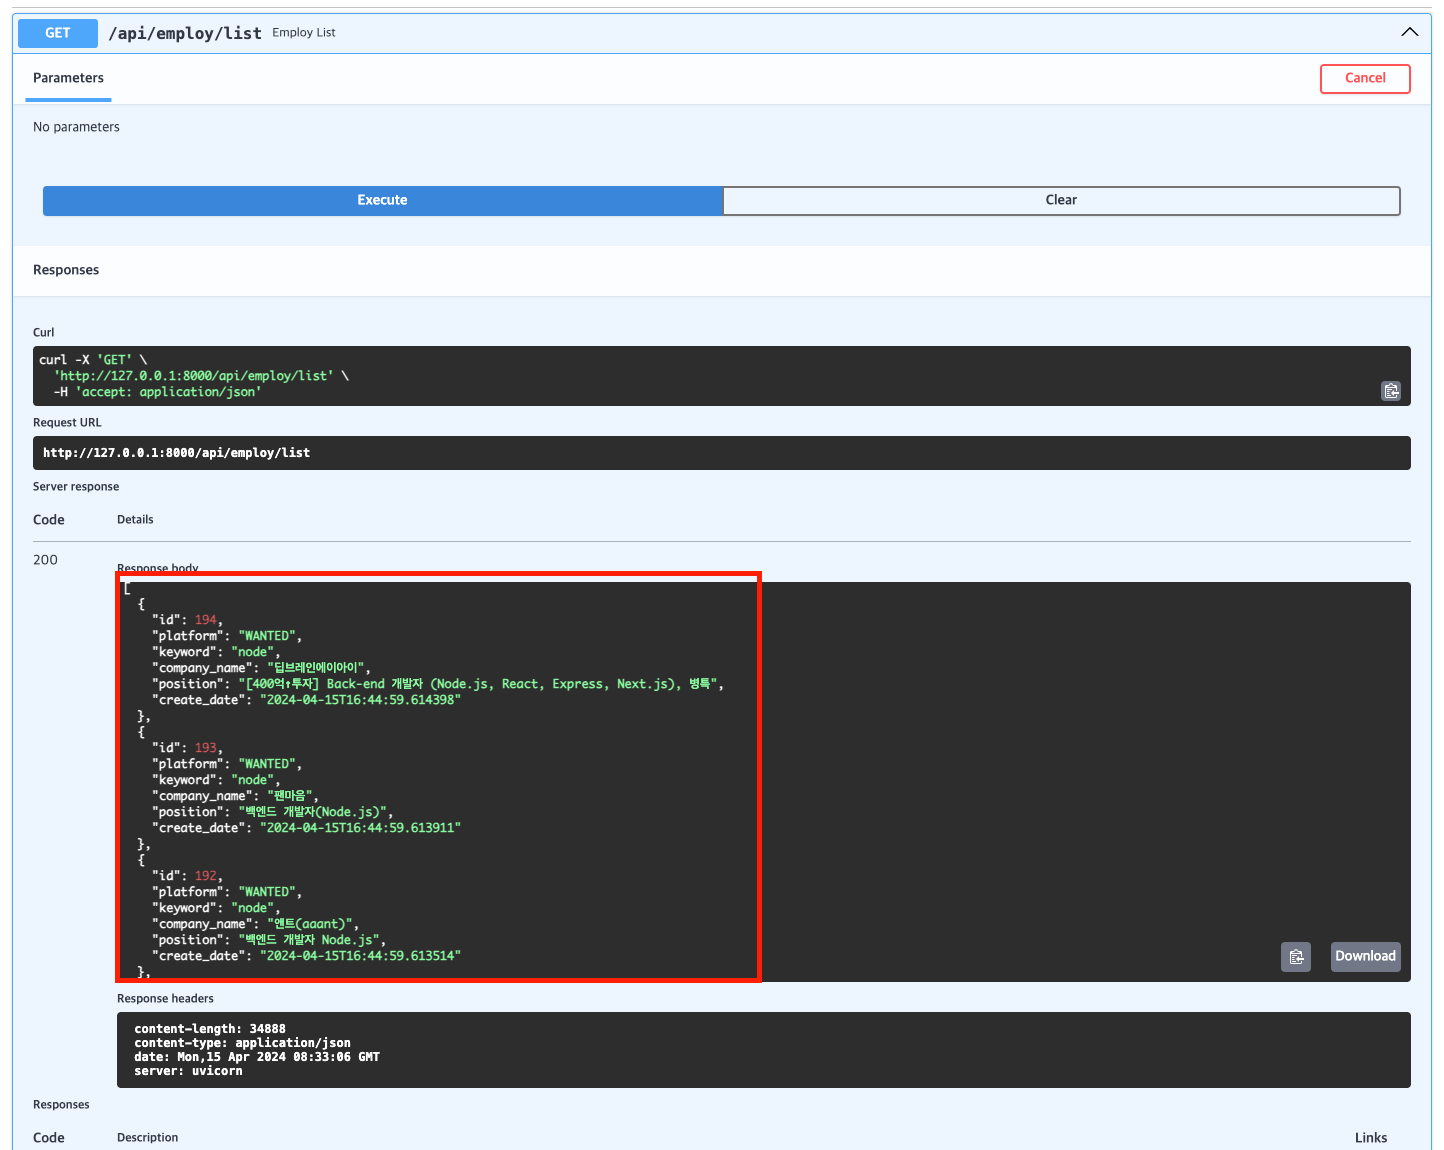 GET /api/employ/list Employ List
Parameters
Cancel
No parameters
Execute
Clear
Responses
Curl
curl -X 'GET' \
'http://127.0.0.1:8000/api/employ/list' \
-H 'accept: application/json'
Request URL
http://127.0.0.1:8000/api/employ/list
Server response
Code Details
200
Response body
[
{
"id": 194,
"platform": "WANTED",
"keyword": "node",
"company_name": "딥브레인에이아이",
"position": "[400억↑투자] Back-end 개발자 (Node.js, React, Express, Next.js), 병특",
"create_date": "2024-04-15T16:44:59.614398"
},
{
"id": 193,
"platform": "WANTED",
"keyword": "node",
"company_name": "팬마음",
"position": "백엔드 개발자(Node.js)",
"create_date": "2024-04-15T16:44:59.613911"
},
{
"id": 192,
"platform": "WANTED",
"keyword": "node",
"company_name": "앤트(aaant)",
"position": "백엔드 개발자 Node.js",
"create_date": "2024-04-15T16:44:59.613514"
},
Download
Response headers
content-length: 34888
content-type: application/json
date: Mon,15 Apr 2024 08:33:06 GMT
server: uvicorn
Responses
Code Description Links